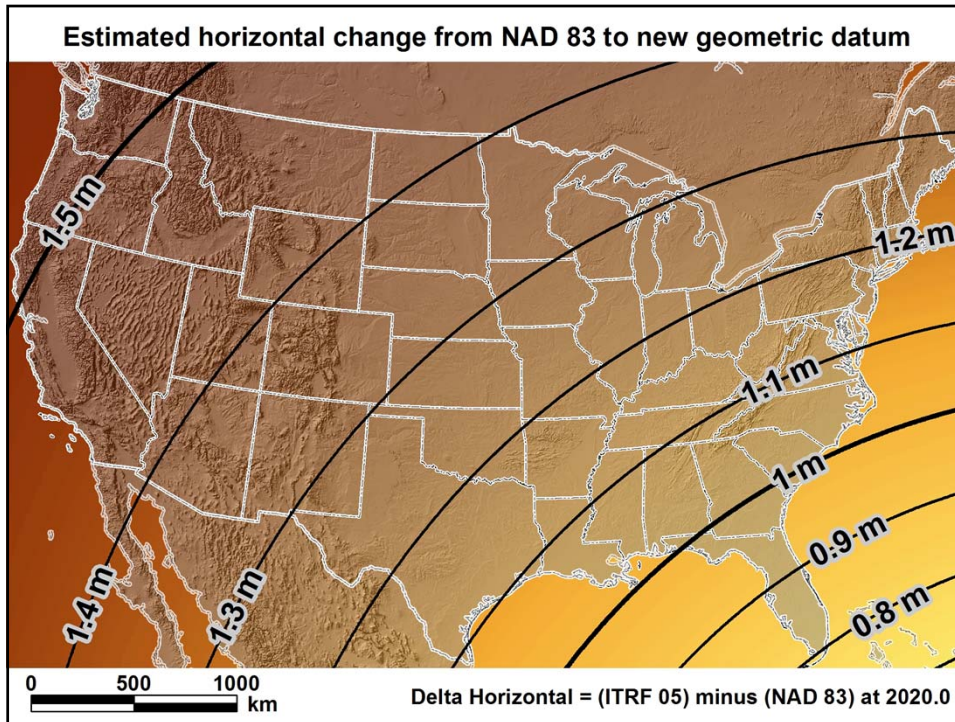 Estimated horizontal change from NAD 83 to new geometric datum
1.5 m
1.2 m
1.1 m
1 m
0.9 m
0.8 m
1.4 m
1.3 m
0 500 1000
km
Delta Horizontal = (ITRF 05) minus (NAD 83) at 2020.0